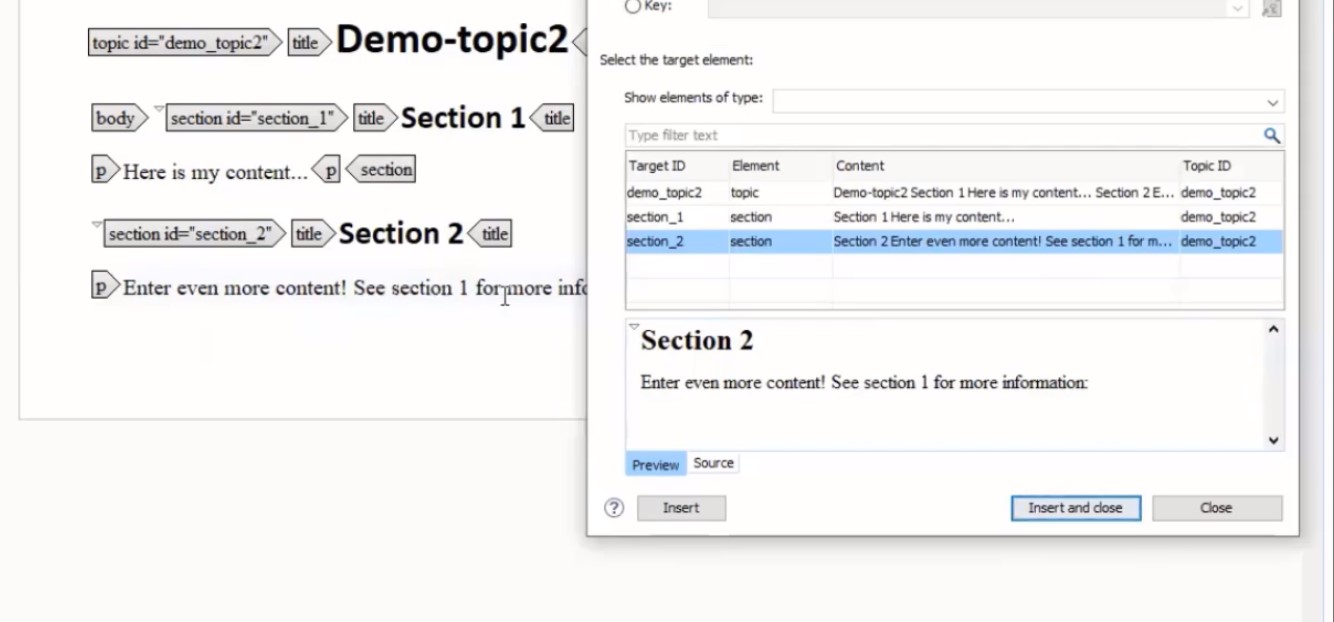 topic id="demo_topic2" title Demo-topic2
body section id="section_1" title Section 1 title
p Here is my content... p section
section id="section_2" title Section 2 title
p Enter even more content! See section 1 for more info
Key:
Select the target element:
Show elements of type:
Type filter text
Target ID Element Content Topic ID
demo_topic2 topic Demo-topic2 Section 1 Here is my content... Section 2 E... demo_topic2
section_1 section Section 1 Here is my content... demo_topic2
section_2 section Section 2 Enter even more content! See section 1 for m... demo_topic2
Section 2
Enter even more content! See section 1 for more information:
Preview Source
? Insert Insert and close Close